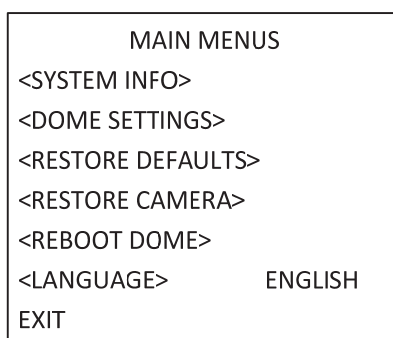 MAIN MENUS
<SYSTEM INFO>
<DOME SETTINGS>
<RESTORE DEFAULTS>
<RESTORE CAMERA>
<REBOOT DOME>
<LANGUAGE> ENGLISH
EXIT